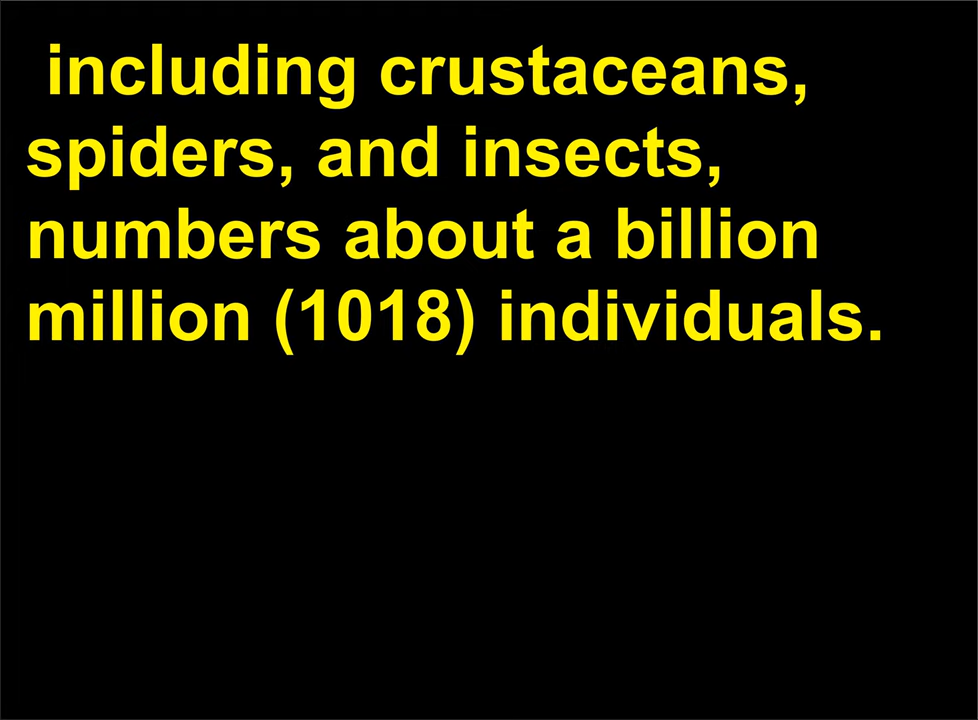 including crustaceans,
spiders, and insects,
numbers about a billion
million (1018) individuals.